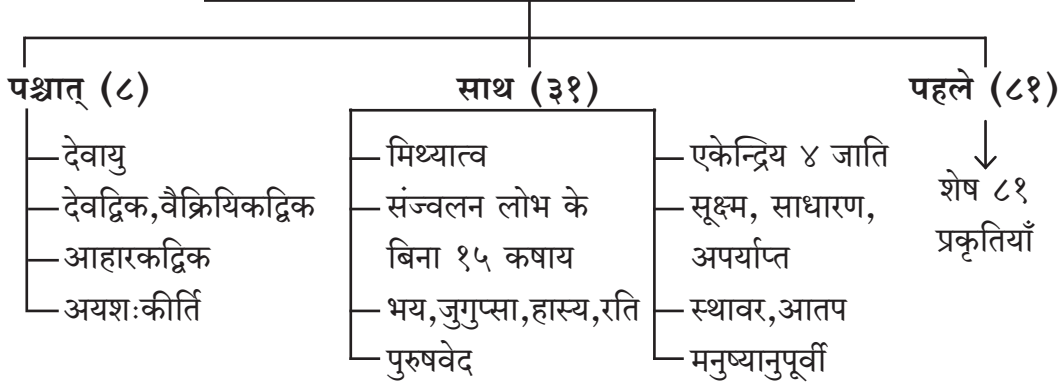 पश्चात् (८)
देवायु
देवद्विक,वैक्रियिकद्विक
आहारकद्विक
अयशःकीर्ति
साथ (३१)
मिथ्यात्व
संज्वलन लोभ के
बिना १५ कषाय
भय,जुगुप्सा,हास्य,रति
पुरुषवेद
एकेन्द्रिय ४ जाति
सूक्ष्म, साधारण,
अपर्याप्त
स्थावर,आतप
मनुष्यानुपूर्वी
पहले (८१)
शेष ८१
प्रकृतियाँ